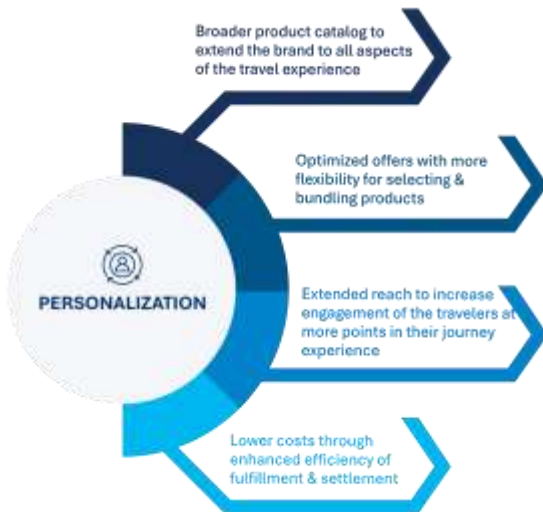 Broader product catalog to
extend the brand to all aspects
of the travel experience
Optimized offers with more
flexibility for selecting &
bundling products
PERSONALIZATION
Extended reach to increase
engagement of the travelers at
more points in their journey
experience
Lower costs through
enhanced efficiency of
fulfillment & settlement